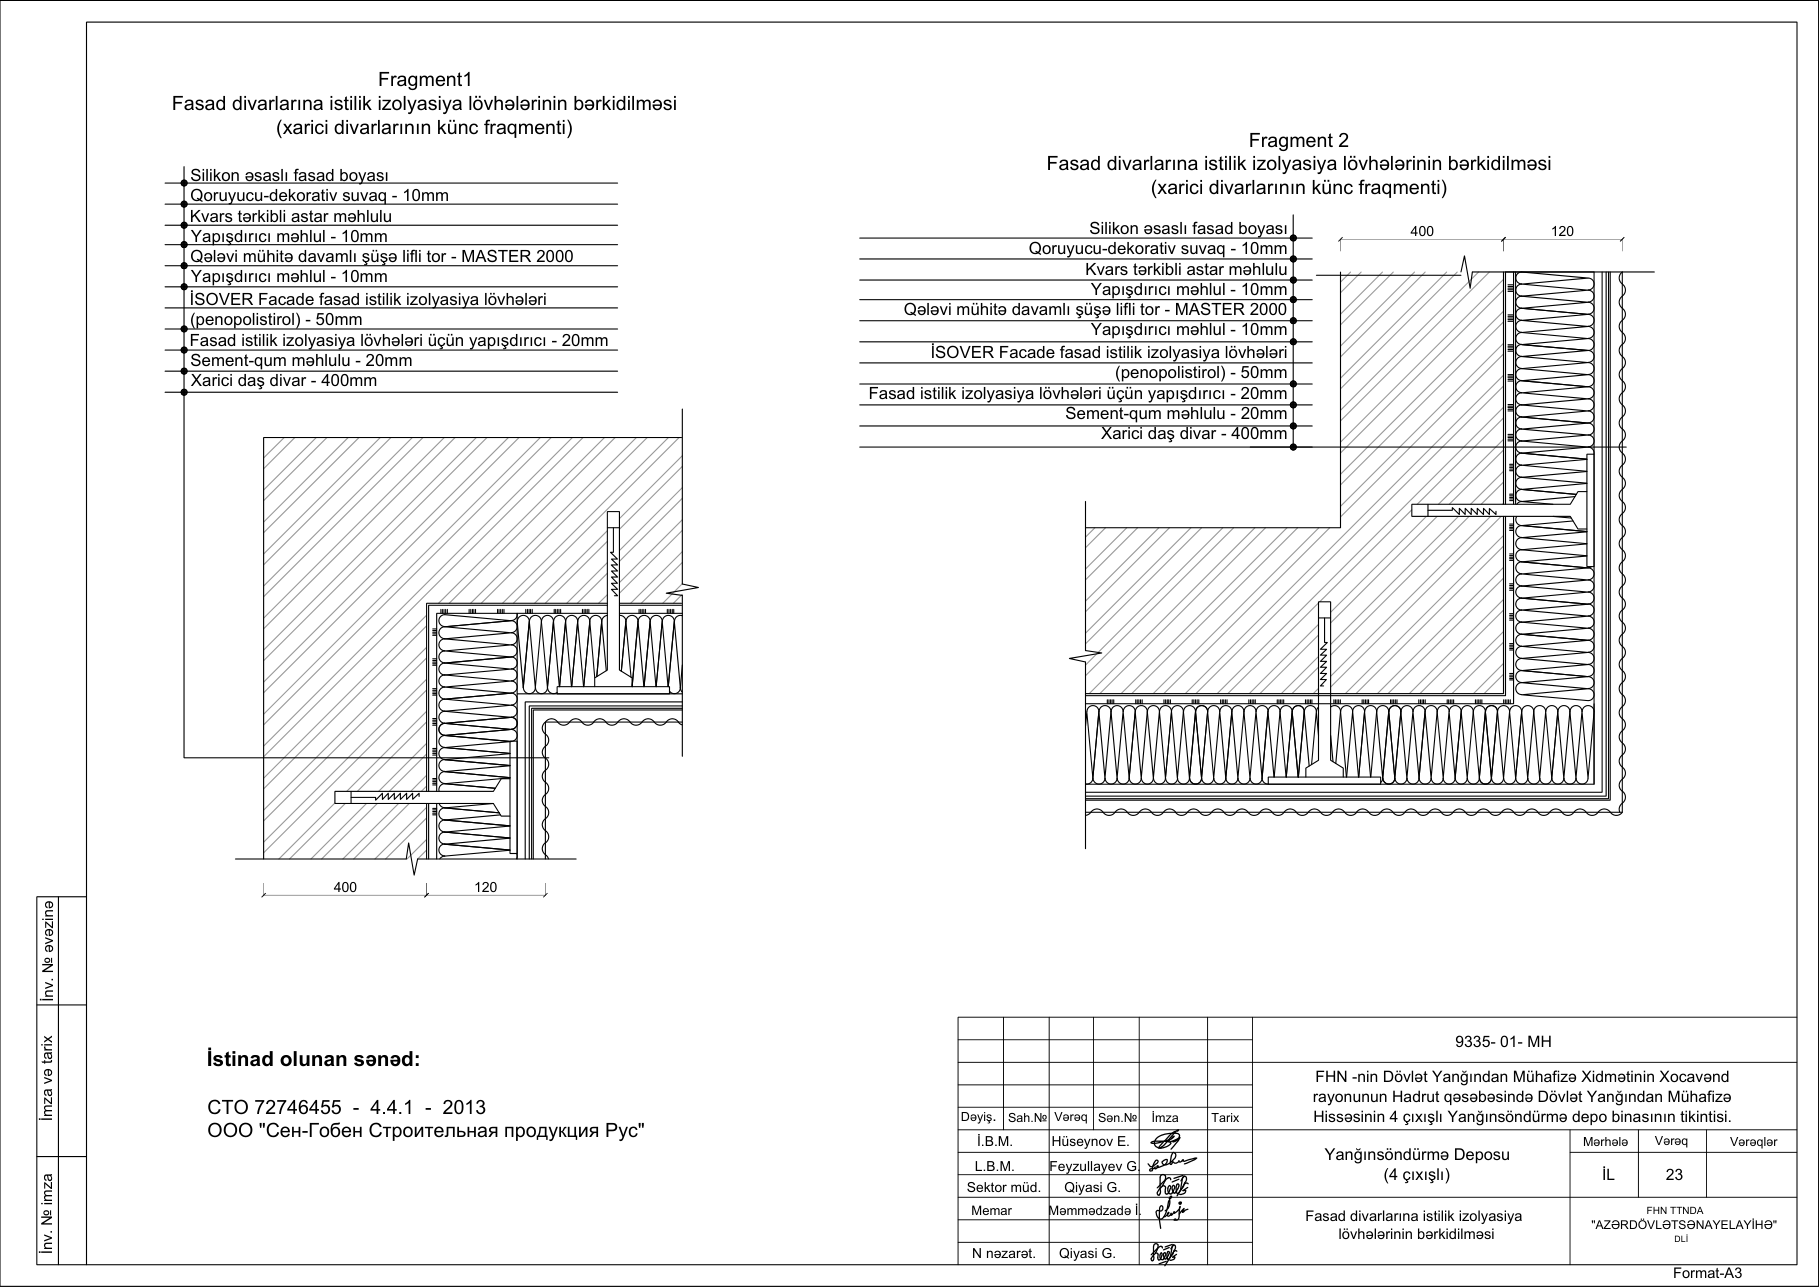 Fragment1
Fasad divarlarına istilik izolyasiya lövhələrinin bərkidilməsi
(xarici divarlarının künc fraqmenti)
Silikon əsaslı fasad boyası
Qoruyucu-dekorativ suvaq - 10mm
Kvars tərkibli astar məhlulu
Yapışdırıcı məhlul - 10mm
Qələvi mühitə davamlı şüşə lifli tor - MASTER 2000
Yapışdırıcı məhlul - 10mm
İSOVER Facade fasad istilik izolyasiya lövhələri
(penopolistirol) - 50mm
Fasad istilik izolyasiya lövhələri üçün yapışdırıcı - 20mm
Sement-qum məhlulu - 20mm
Xarici daş divar - 400mm
400
120
Fragment 2
Fasad divarlarına istilik izolyasiya lövhələrinin bərkidilməsi
(xarici divarlarının künc fraqmenti)
Silikon əsaslı fasad boyası
Qoruyucu-dekorativ suvaq - 10mm
Kvars tərkibli astar məhlulu
Yapışdırıcı məhlul - 10mm
Qələvi mühitə davamlı şüşə lifli tor - MASTER 2000
Yapışdırıcı məhlul - 10mm
İSOVER Facade fasad istilik izolyasiya lövhələri
(penopolistirol) - 50mm
Fasad istilik izolyasiya lövhələri üçün yapışdırıcı - 20mm
Sement-qum məhlulu - 20mm
Xarici daş divar - 400mm
400
120
İnv. № əvəzinə
İmza və tarix
İnv. № imza
İstinad olunan sənəd:
СТО 72746455 - 4.4.1 - 2013
ООО "Сен-Гобен Строительная продукция Рус"
9335- 01- MH
FHN -nin Dövlət Yanğından Mühafizə Xidmətinin Xocavənd
rayonunun Hadrut qəsəbəsində Dövlət Yanğından Mühafizə
Hissəsinin 4 çıxışlı Yanğınsöndürmə depo binasının tikintisi.
Dəyiş. Sah.№ Vərəq Sən.№ İmza Tarix
İ.B.M. Hüseynov E.
L.B.M. Feyzullayev G.
Sektor müd. Qiyasi G.
Memar Məmmədzadə İ.
N nəzarət. Qiyasi G.
Yanğınsöndürmə Deposu
(4 çıxışlı)
Mərhələ Vərəq Vərəqlər
İL 23
Fasad divarlarına istilik izolyasiya
lövhələrinin bərkidilməsi
FHN TTNDA
"AZƏRDÖVLƏTSƏNAYELAYİHƏ"
DLİ
Format-A3